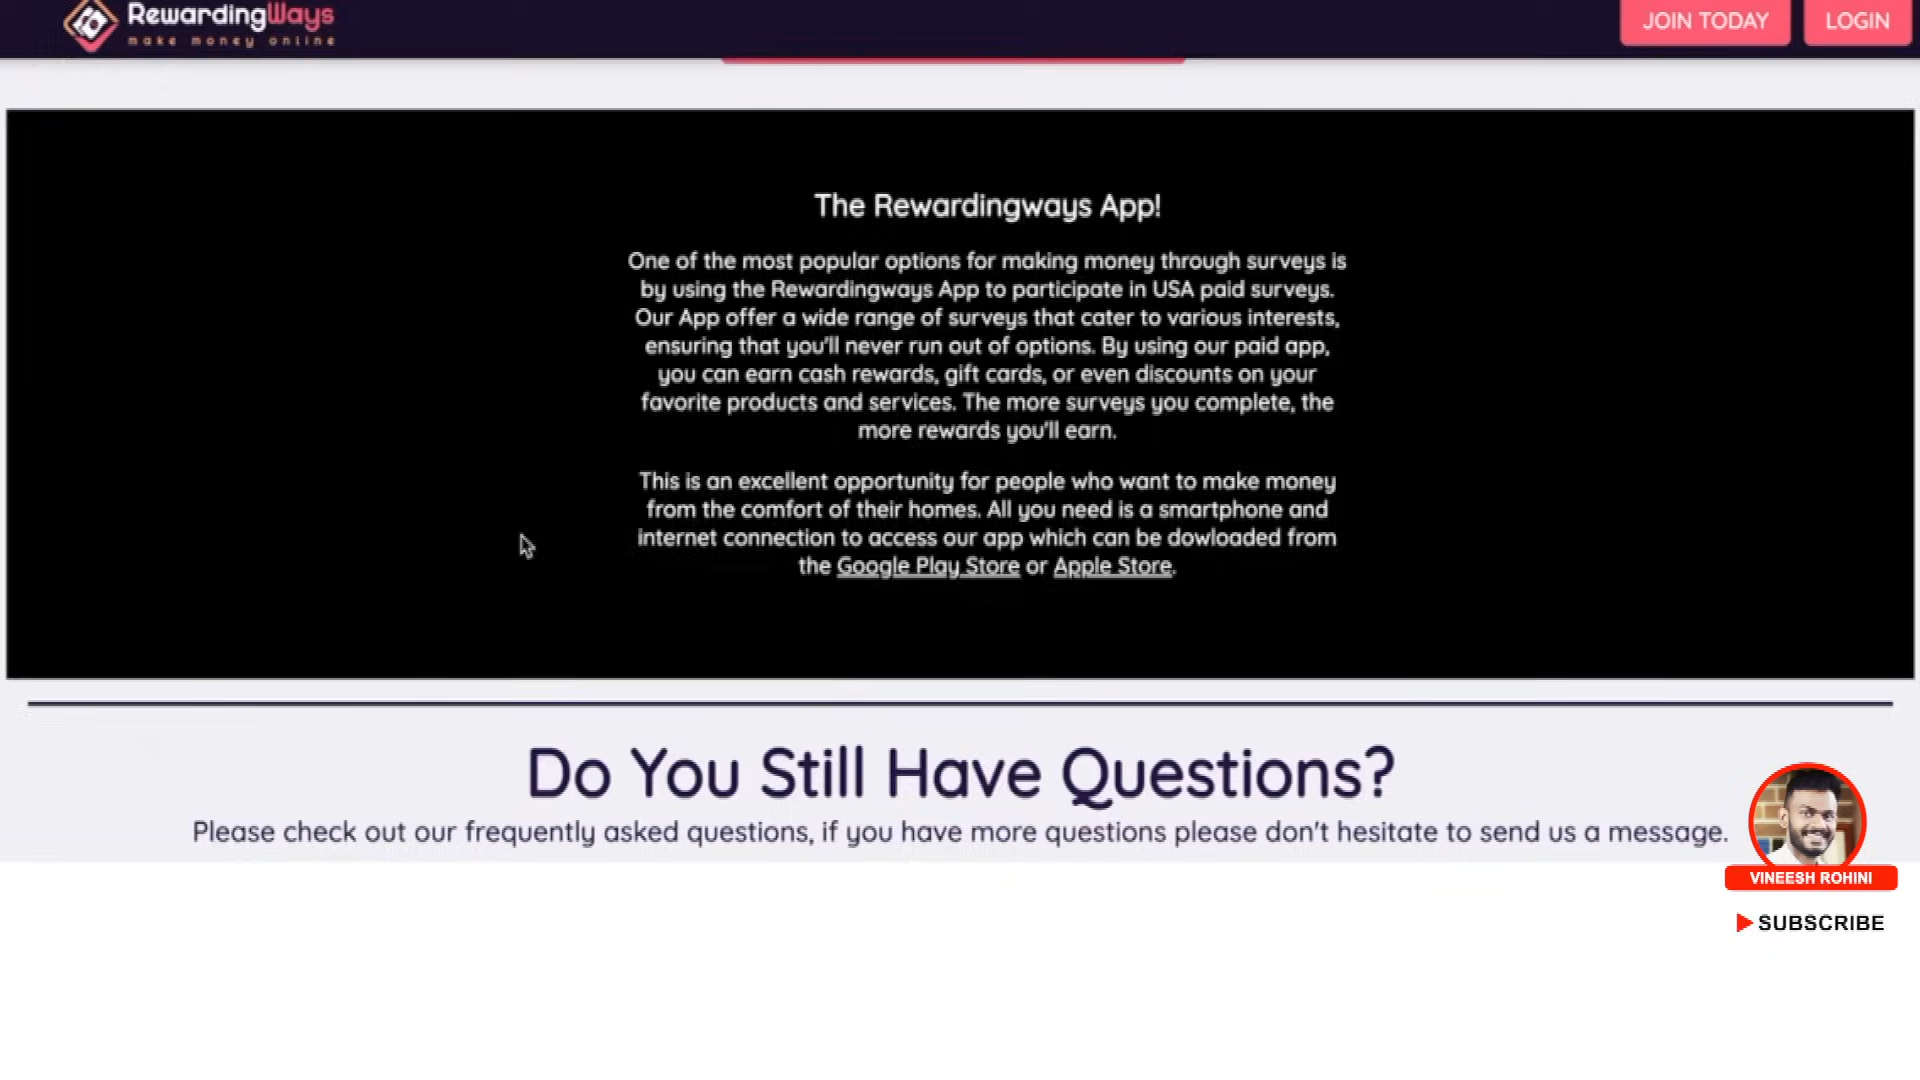 RewardingWays
make money online
JOIN TODAY
LOGIN
The Rewardingways App!
One of the most popular options for making money through surveys is
by using the Rewardingways App to participate in USA paid surveys.
Our App offer a wide range of surveys that cater to various interests,
ensuring that you'll never run out of options. By using our paid app,
you can earn cash rewards, gift cards, or even discounts on your
favorite products and services. The more surveys you complete, the
more rewards you'll earn.
This is an excellent opportunity for people who want to make money
from the comfort of their homes. All you need is a smartphone and
internet connection to access our app which can be dowloaded from
the Google Play Store or Apple Store.
Do You Still Have Questions?
Please check out our frequently asked questions, if you have more questions please don't hesitate to send us a message.
VINEESH ROHINI
SUBSCRIBE